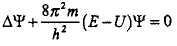 ΔΨ + 8π²m/h² (E − U)Ψ = 0